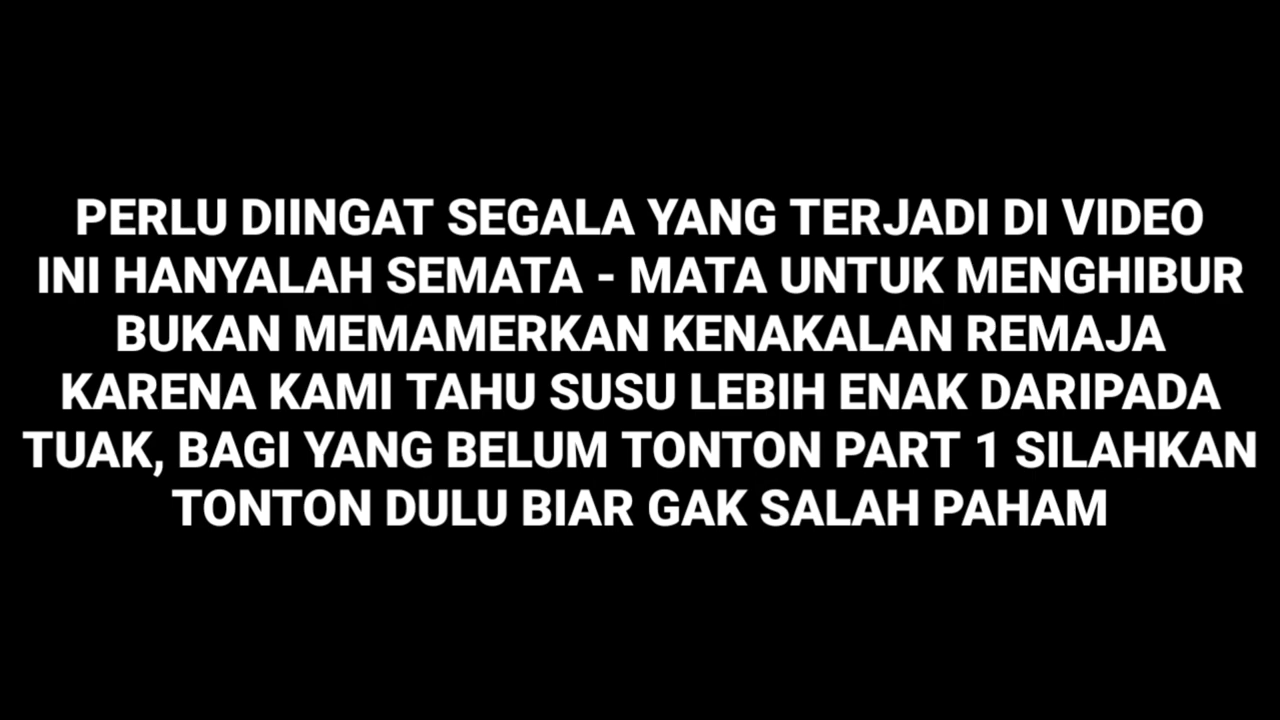 PERLU DIINGAT SEGALA YANG TERJADI DI VIDEO
INI HANYALAH SEMATA - MATA UNTUK MENGHIBUR
BUKAN MEMAMERKAN KENAKALAN REMAJA
KARENA KAMI TAHU SUSU LEBIH ENAK DARIPADA
TUAK, BAGI YANG BELUM TONTON PART 1 SILAHKAN
TONTON DULU BIAR GAK SALAH PAHAM